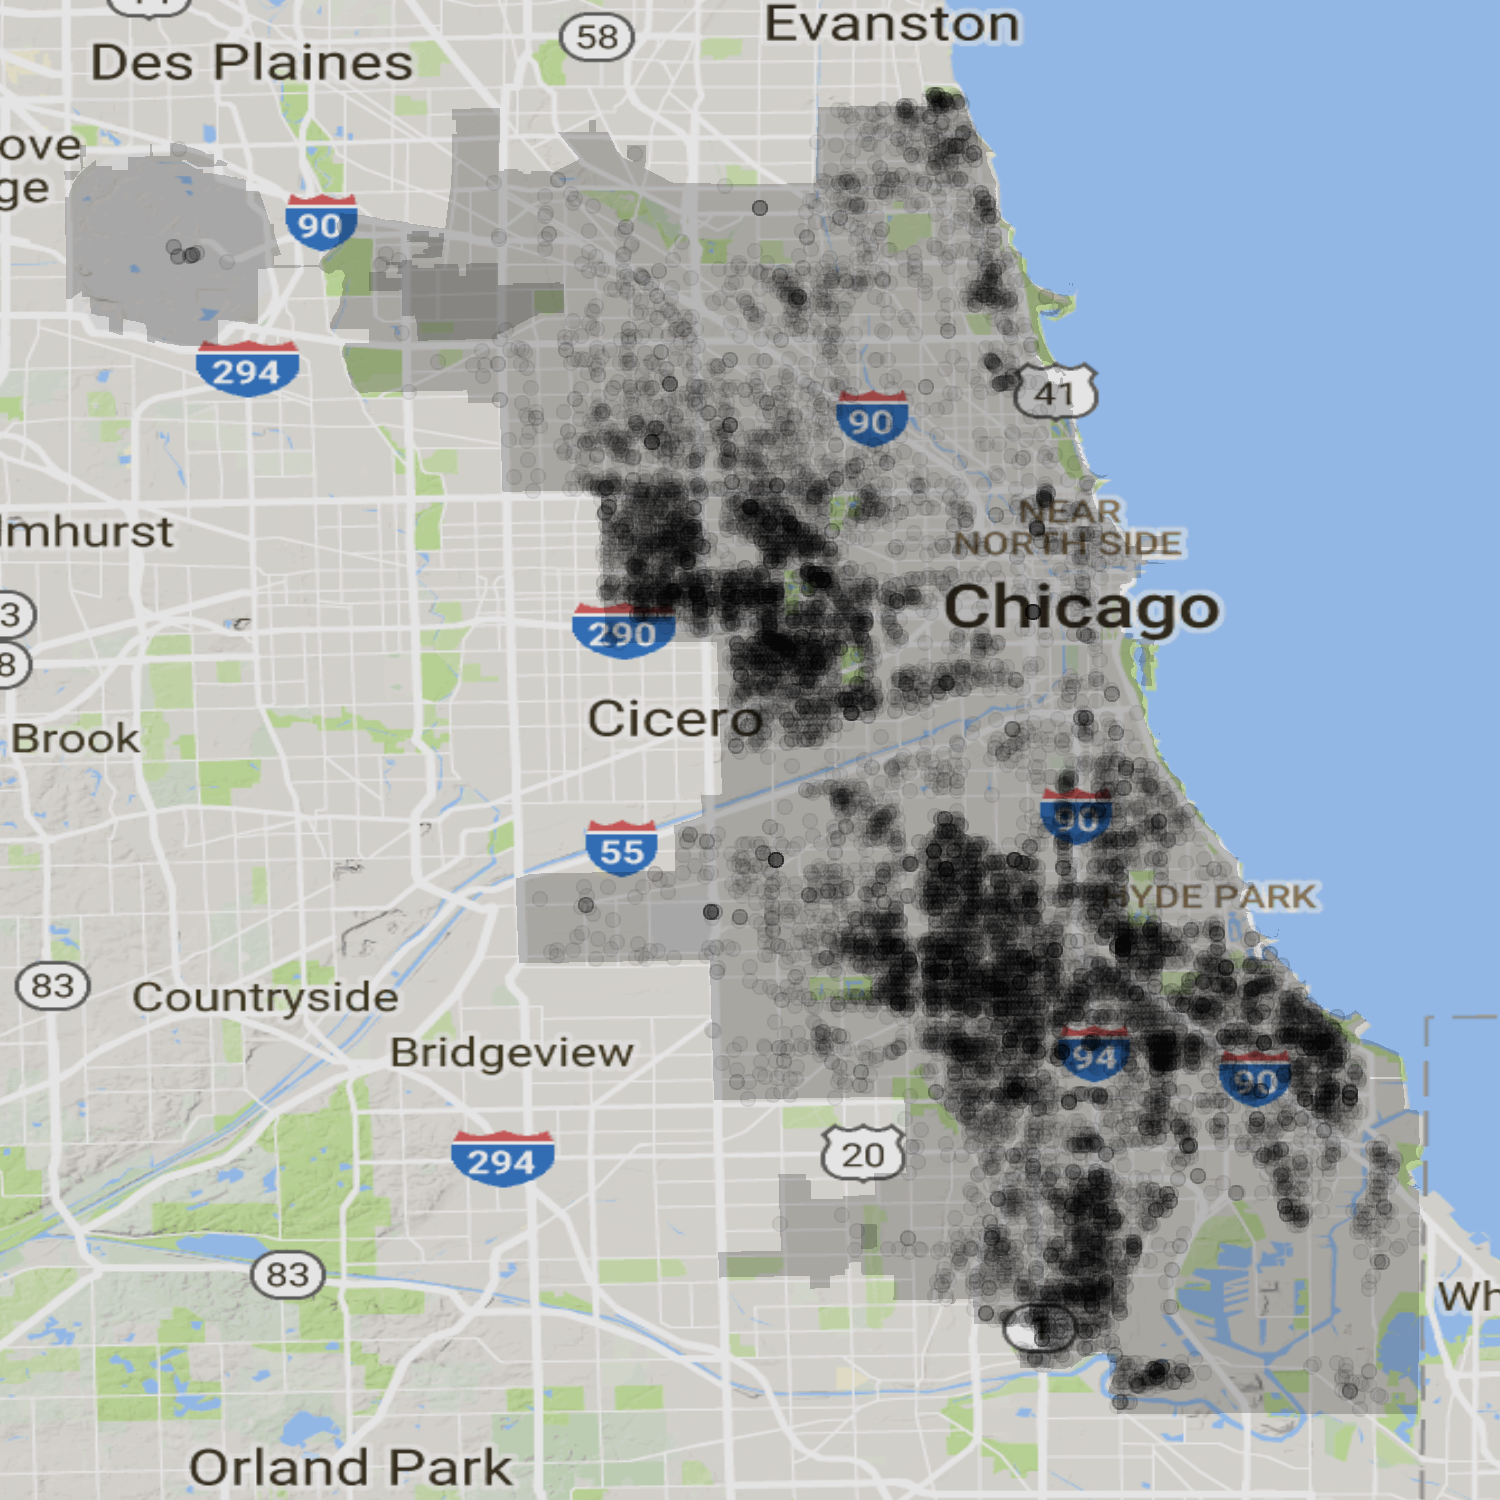 Evanston
58
Des Plaines
ove
ge
90
294
41
90
lmhurst
NEAR
NORTH SIDE
3
Chicago
290
8
Cicero
Brook
90
55
HYDE PARK
83
Countryside
Bridgeview
94
90
20
294
83
Wh
Orland Park